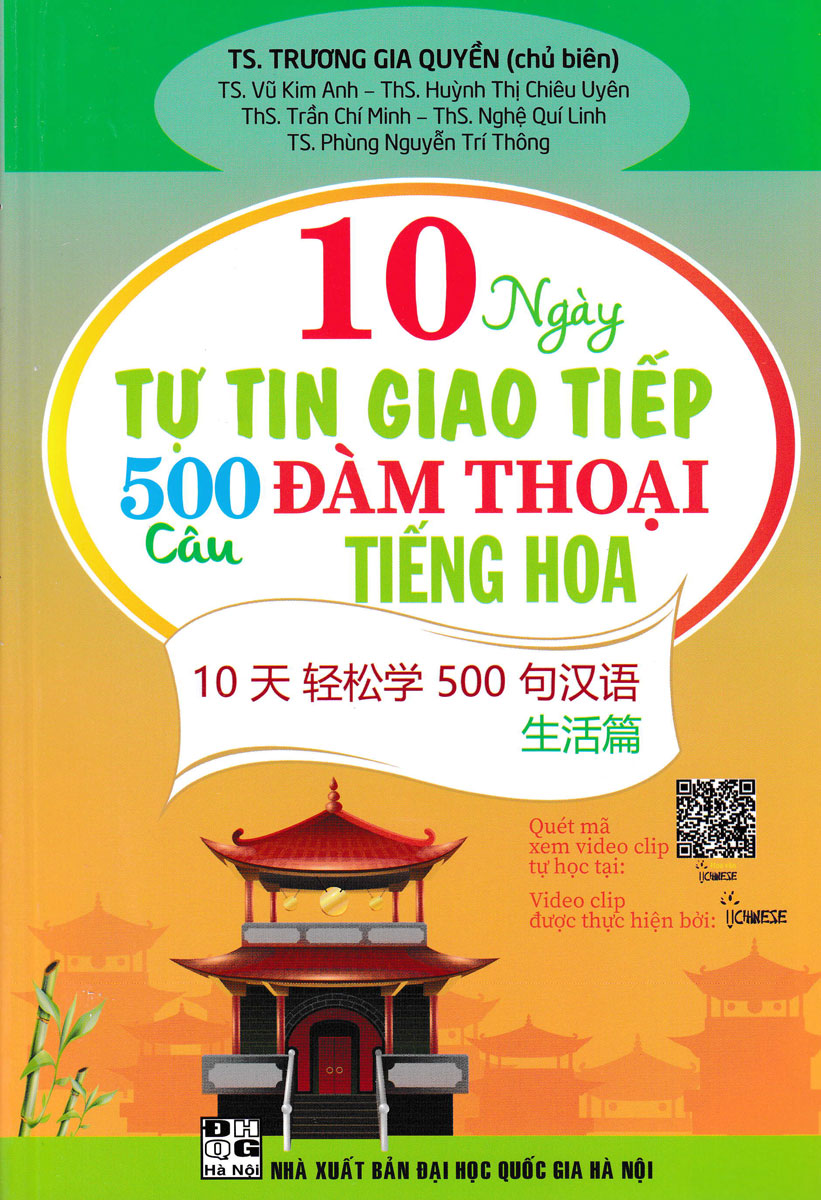 TS. TRƯƠNG GIA QUYỀN (chủ biên)
TS. Vũ Kim Anh – ThS. Huỳnh Thị Chiêu Uyên
ThS. Trần Chí Minh – ThS. Nghệ Quí Linh
TS. Phùng Nguyễn Trí Thông
10 Ngày
TỰ TIN GIAO TIẾP
500 ĐÀM THOẠI
Câu TIẾNG HOA
10 天 轻松学 500 句汉语
生活篇
Quét mã
xem video clip
tự học tại:
IJCHINESE
Video clip
được thực hiện bởi: IJCHINESE
ĐH
QG
Hà Nội
NHÀ XUẤT BẢN ĐẠI HỌC QUỐC GIA HÀ NỘI